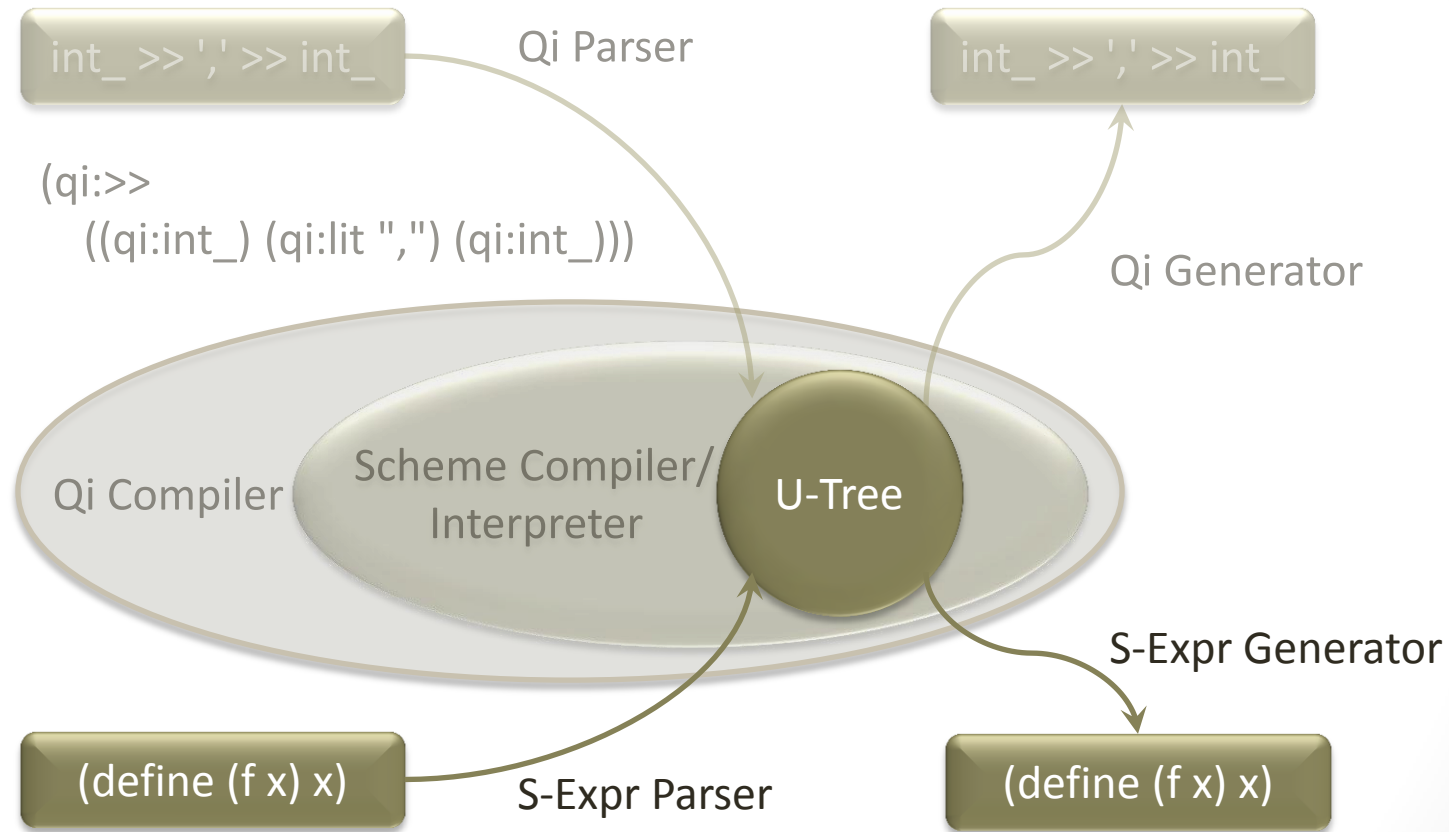 int_ >> ',' >> int_
Qi Parser
int_ >> ',' >> int_
(qi:>>
((qi:int_) (qi:lit ",") (qi:int_)))
Qi Generator
Qi Compiler
Scheme Compiler/
Interpreter
U-Tree
S-Expr Generator
(define (f x) x)
S-Expr Parser
(define (f x) x)